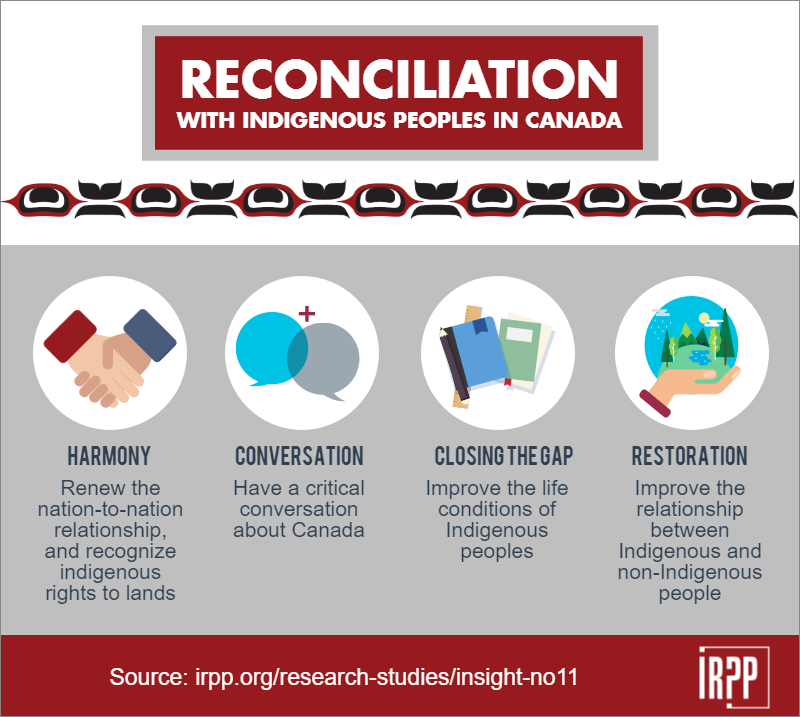 RECONCILIATION
WITH INDIGENOUS PEOPLES IN CANADA
HARMONY
Renew the
nation-to-nation
relationship,
and recognize
indigenous
rights to lands
CONVERSATION
Have a critical
conversation
about Canada
CLOSING THE GAP
Improve the life
conditions of
Indigenous
peoples
RESTORATION
Improve the
relationship
between
Indigenous and
non-Indigenous
people
Source: irpp.org/research-studies/insight-no11
IRPP